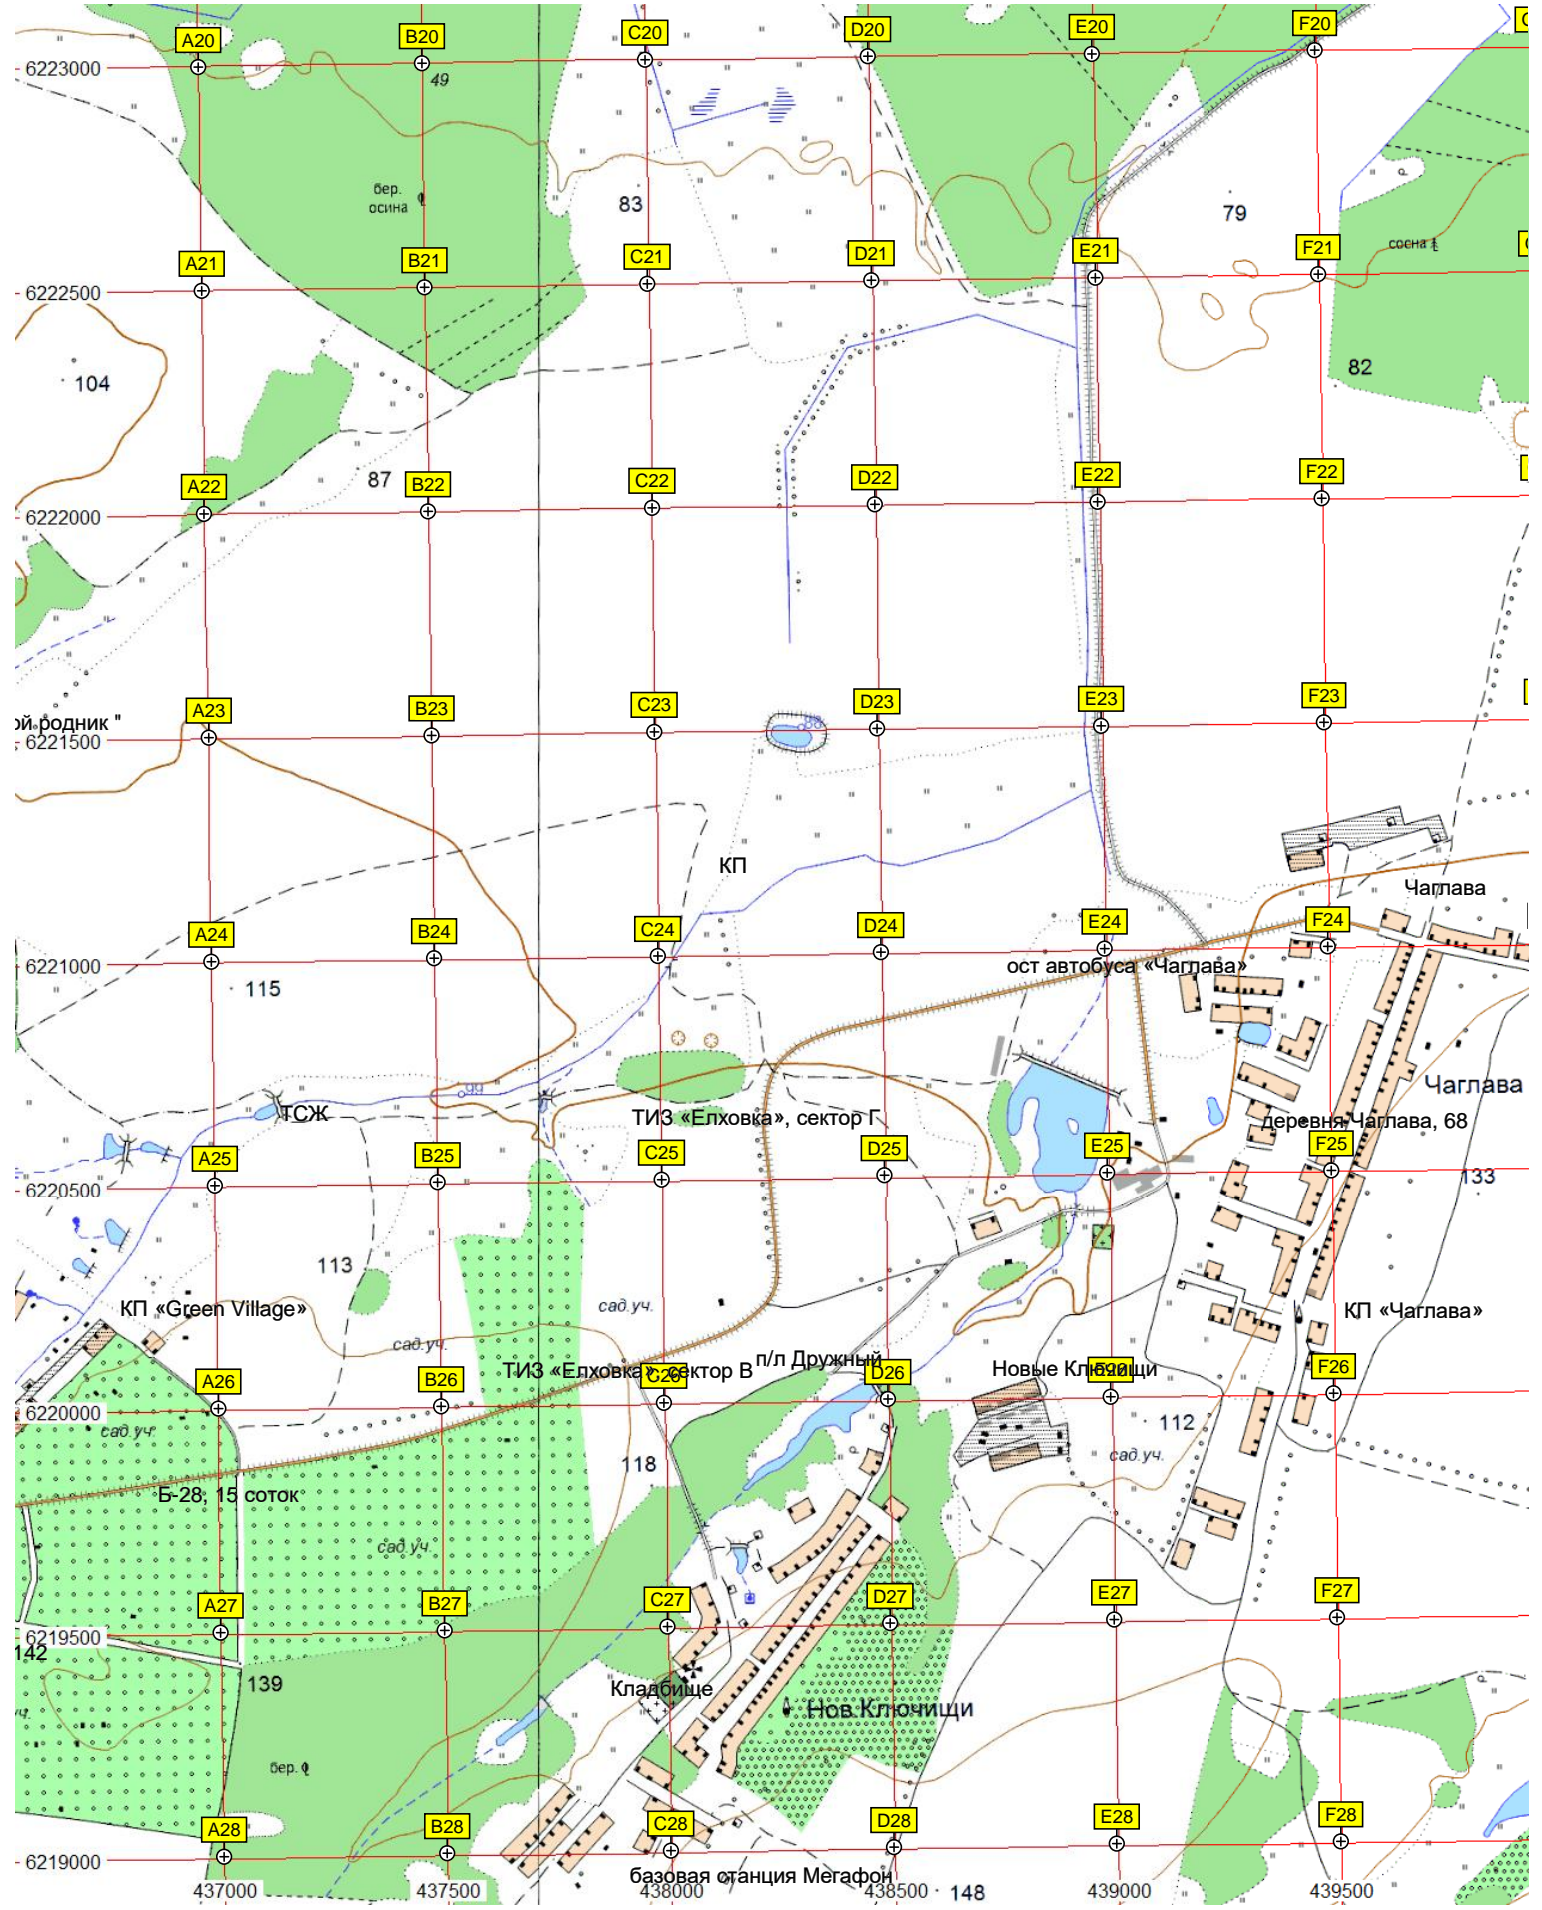 A20 B20 C20 D20 E20 F20
6223000
49
бер.
осина
83
79
A21 B21 C21 D21 E21 F21
сосна
6222500
104
82
87
A22 B22 C22 D22 E22 F22
6222000
A23 B23 C23 D23 E23 F23
ой родник "
6221500
КП
Чаглава
A24 B24 C24 D24 E24 F24
6221000
ост автобуса «Чаглава»
115
Чаглава
ТСЖ
ТИЗ «Елховка», сектор Г
деревня Чаглава, 68
A25 B25 C25 D25 E25 F25
6220500
133
113
КП «Green Village»
сад.уч.
КП «Чаглава»
сад.уч.
п/л Дружный
ТИЗ «Елховка», сектор В
Новые Ключищи
A26 B26 C26 D26 E26 F26
6220000
сад.уч.
112
сад.уч.
118
Б-28, 15 соток
сад.уч.
A27 B27 C27 D27 E27 F27
6219500
142
139
Кладбище
Нов.Ключищи
бер.
A28 B28 C28 D28 E28 F28
6219000
базовая станция Мегафон
437000 437500 438000 438500 148 439000 439500